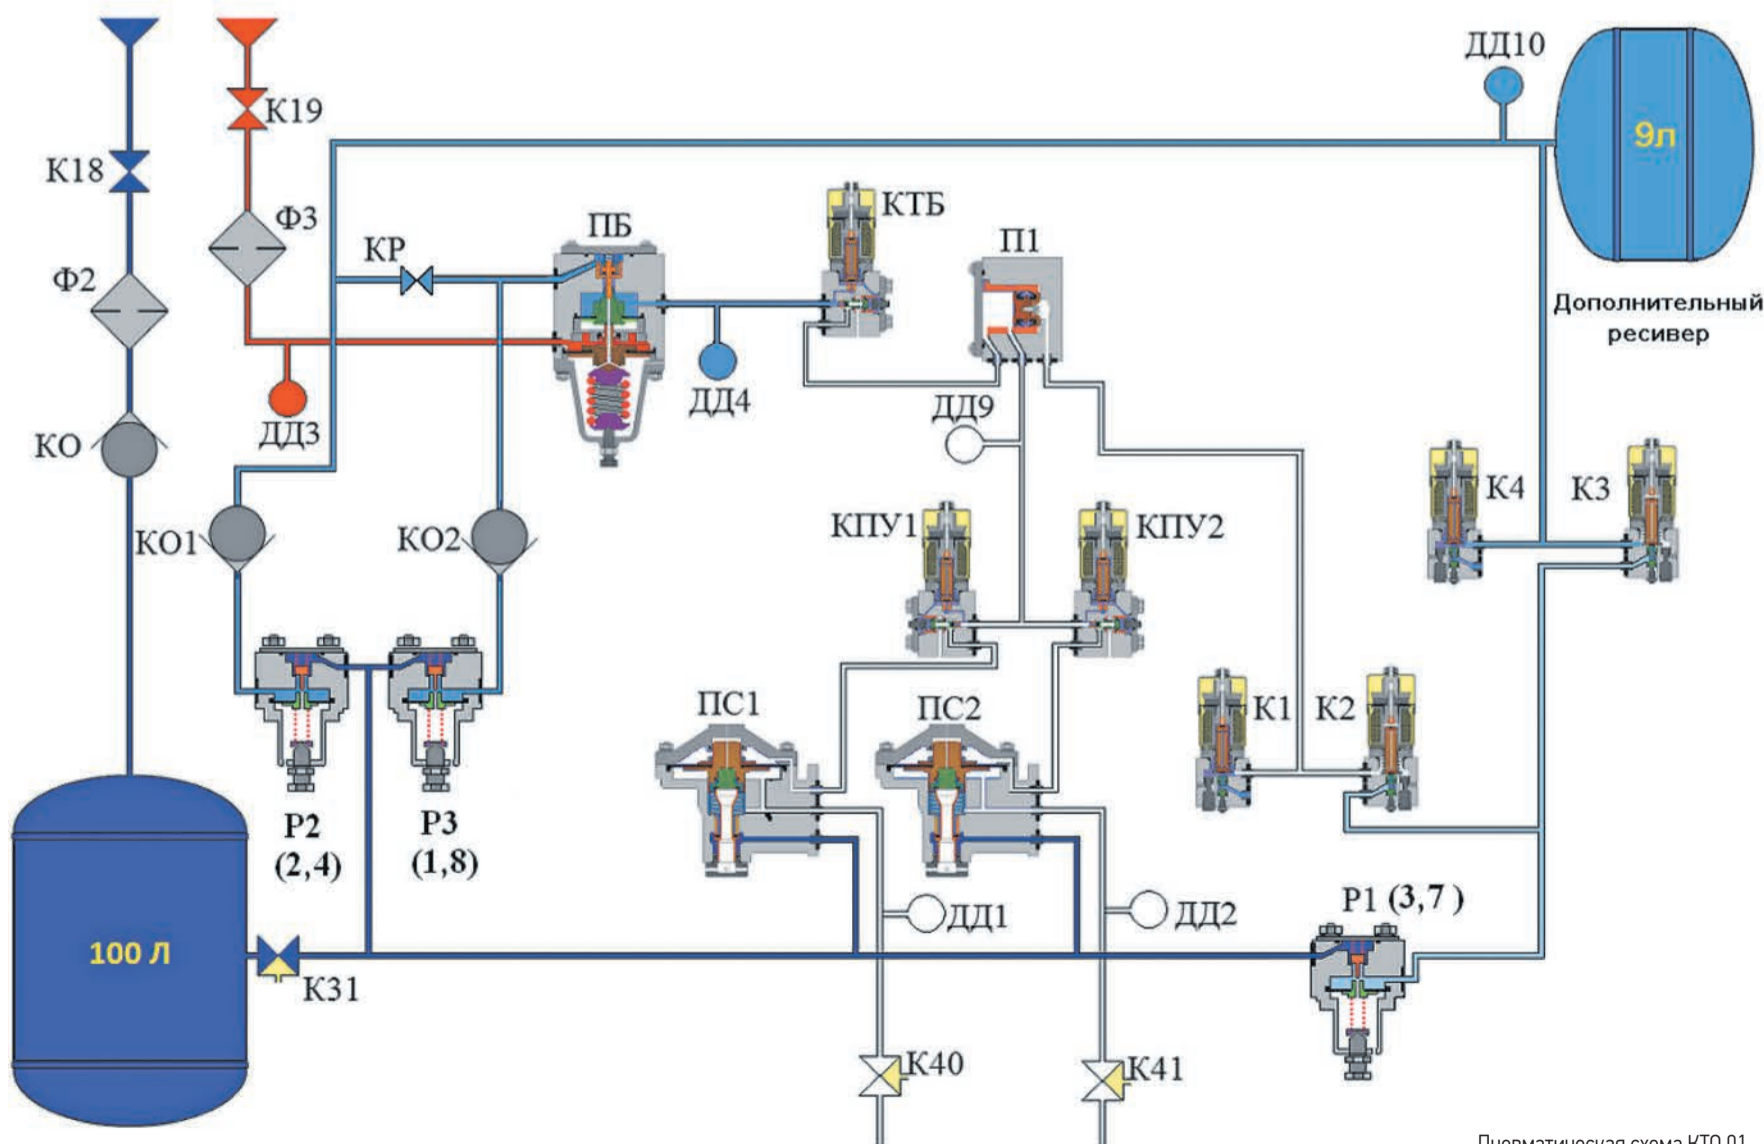 ДД10
К19
9л
К18
КТБ
Ф3
ПБ
П1
КР
Ф2
Дополнительный
ресивер
ДД4
ДД9
ДД3
КО
К4
К3
КПУ1
КПУ2
КО1
КО2
ПС1
ПС2
К1
К2
Р2
(2,4)
Р3
(1,8)
Р1 (3,7)
ДД1
ДД2
100 Л
К31
К40
К41
Пневматическая схема КТО 01